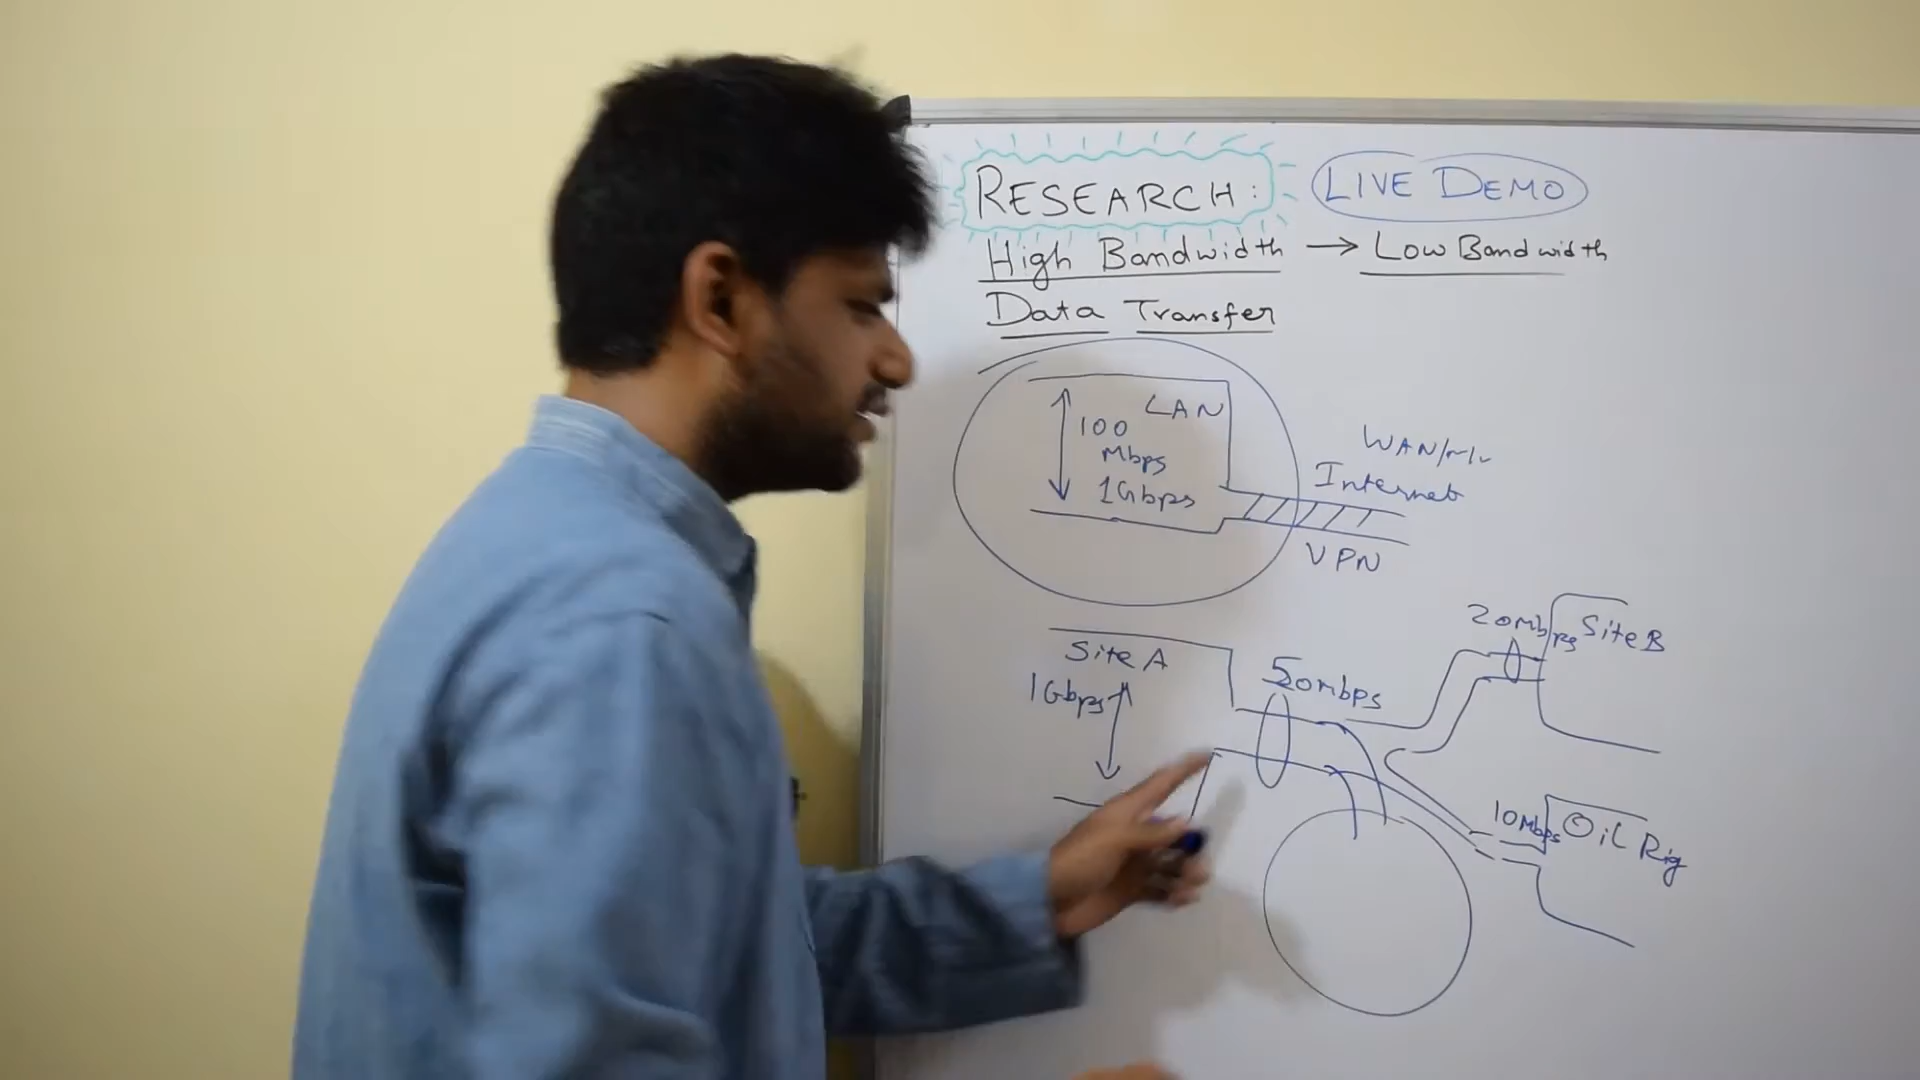 RESEARCH: LIVE DEMO
High Bandwidth → Low Bandwidth
Data Transfer
LAN
100
Mbps
1Gbps
WAN/
Internet
VPN
Site A
1Gbps
50mbps
20mbps Site B
10Mbps Oil Rig